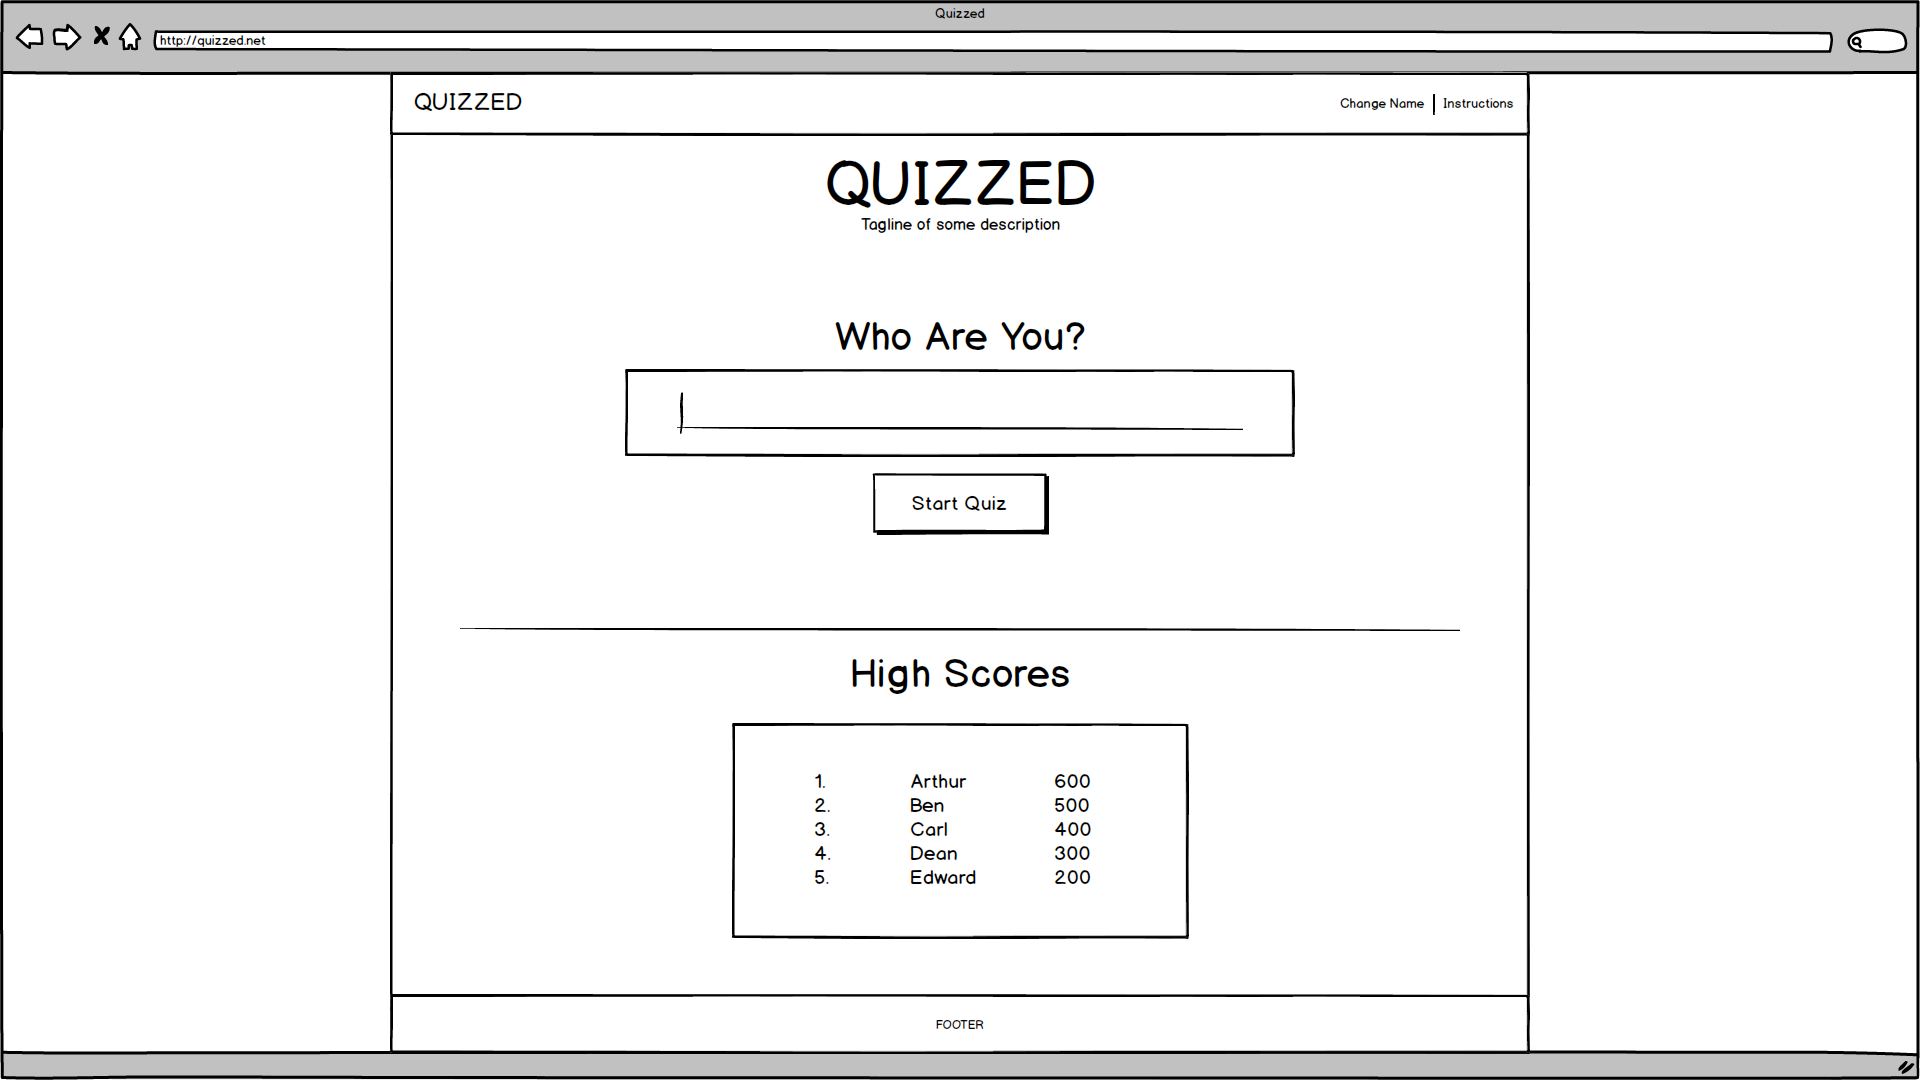 Quizzed
http://quizzed.net
QUIZZED
Change Name | Instructions
QUIZZED
Tagline of some description
Who Are You?
Start Quiz
High Scores
1. Arthur 600
2. Ben 500
3. Carl 400
4. Dean 300
5. Edward 200
FOOTER